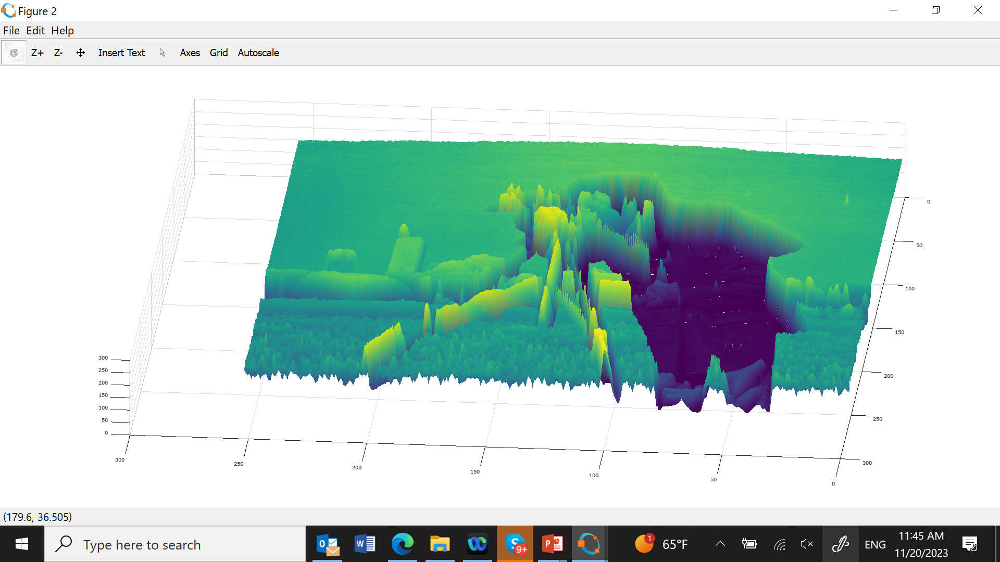 Figure 2
File Edit Help
Z+ Z- Insert Text Axes Grid Autoscale
0
50
100
150
200
250
300
300
250
200
150
100
50
0
300
250
200
150
100
50
0
(179.6, 36.505)
Type here to search
O
W
S
9+
P
1
65°F
ENG
11:45 AM
11/20/2023